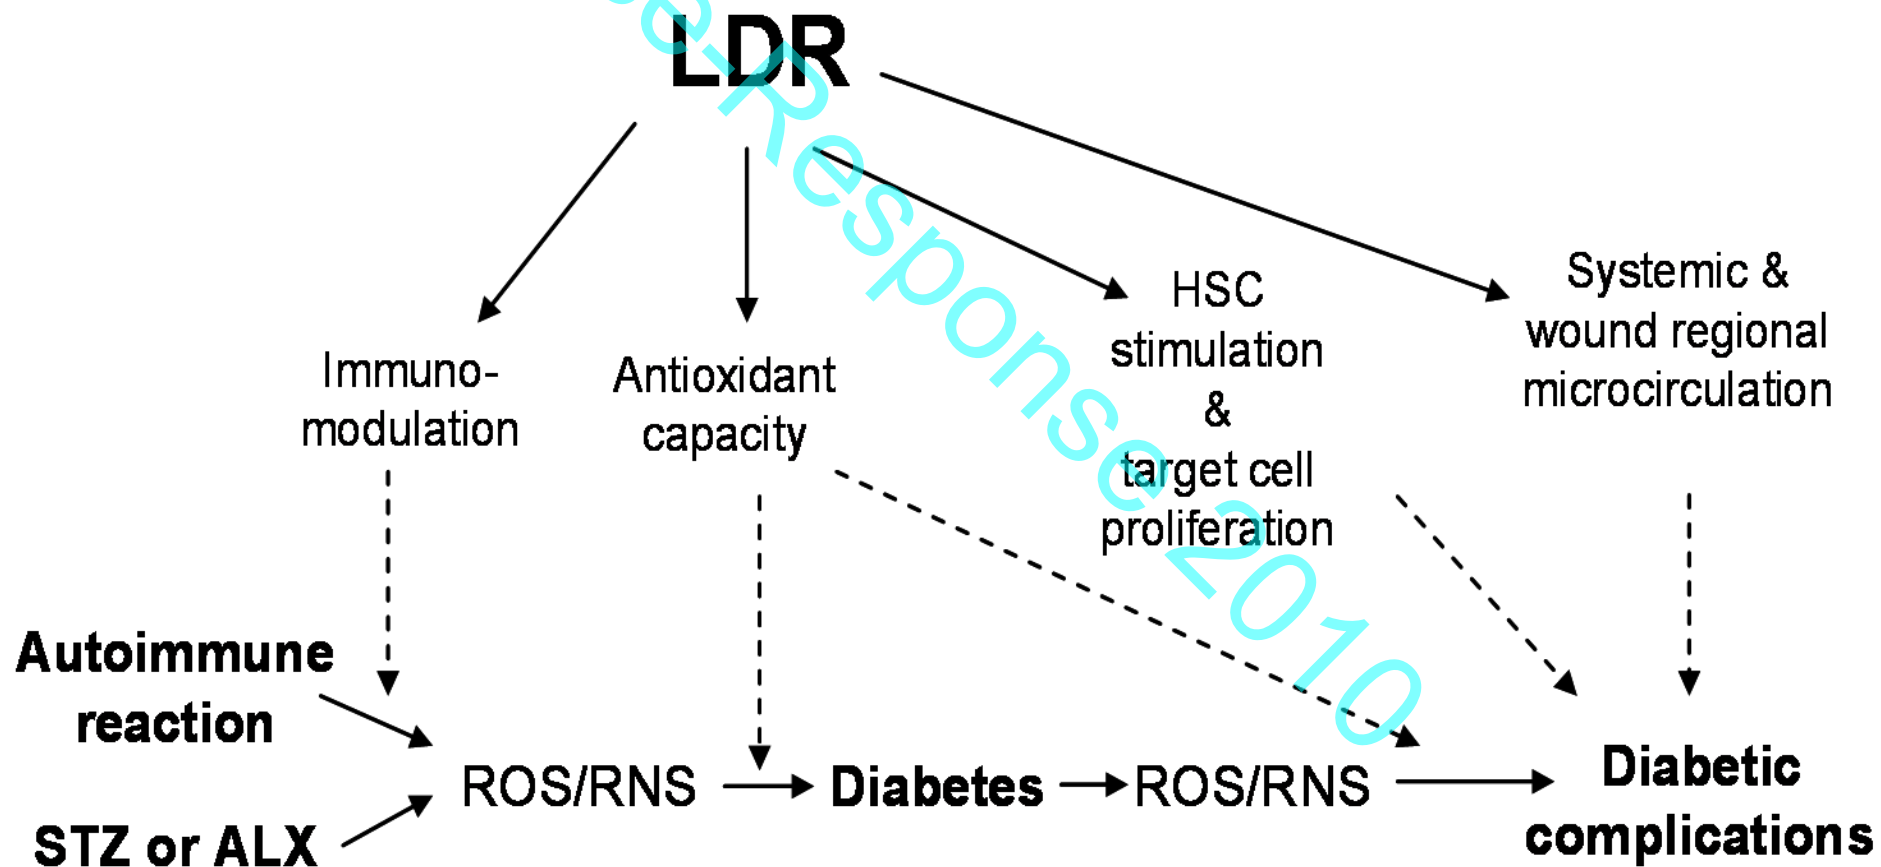 LDR
Immuno-
modulation
Antioxidant
capacity
HSC
stimulation
&
target cell
proliferation
Systemic &
wound regional
microcirculation
Autoimmune
reaction
STZ or ALX
ROS/RNS
Diabetes
ROS/RNS
Diabetic
complications
se-Response 2010